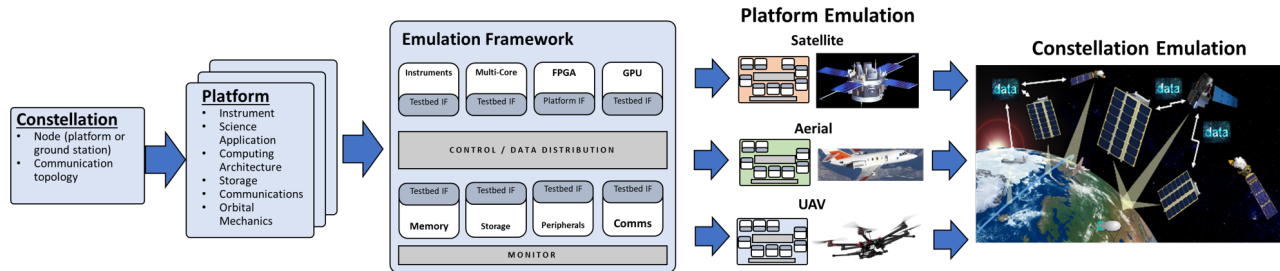 Constellation
• Node (platform or
ground station)
• Communication
topology
Platform
• Instrument
• Science
Application
• Computing
Architecture
• Storage
• Communications
• Orbital
Mechanics
Emulation Framework
Instruments
Multi-Core
FPGA
GPU
Testbed IF
Testbed IF
Platform IF
Testbed IF
CONTROL / DATA DISTRIBUTION
Testbed IF
Testbed IF
Testbed IF
Testbed IF
Memory
Storage
Peripherals
Comms
MONITOR
Platform Emulation
Satellite
Aerial
UAV
Constellation Emulation
data
data
data